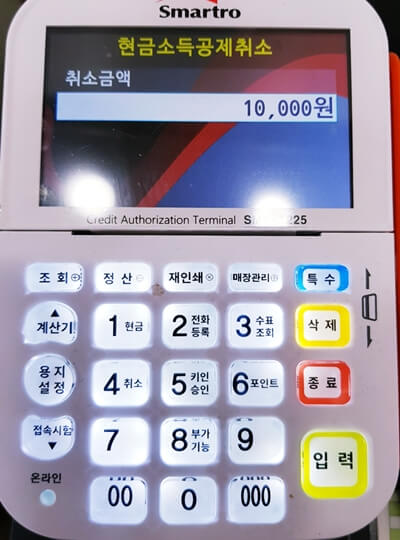 Smartro
현금소득공제취소
취소금액
10,000원
Credit Authorization Terminal 225
조회 정산 재인쇄 매장관리 특수
▲ 계산기 1 현금 2 전화등록 3 수표조회 삭제
용지설정 4 취소 5 키인승인 6 포인트 종료
접속시험 ▼ 7 8 부가기능 9 입력
온라인 00 0 000